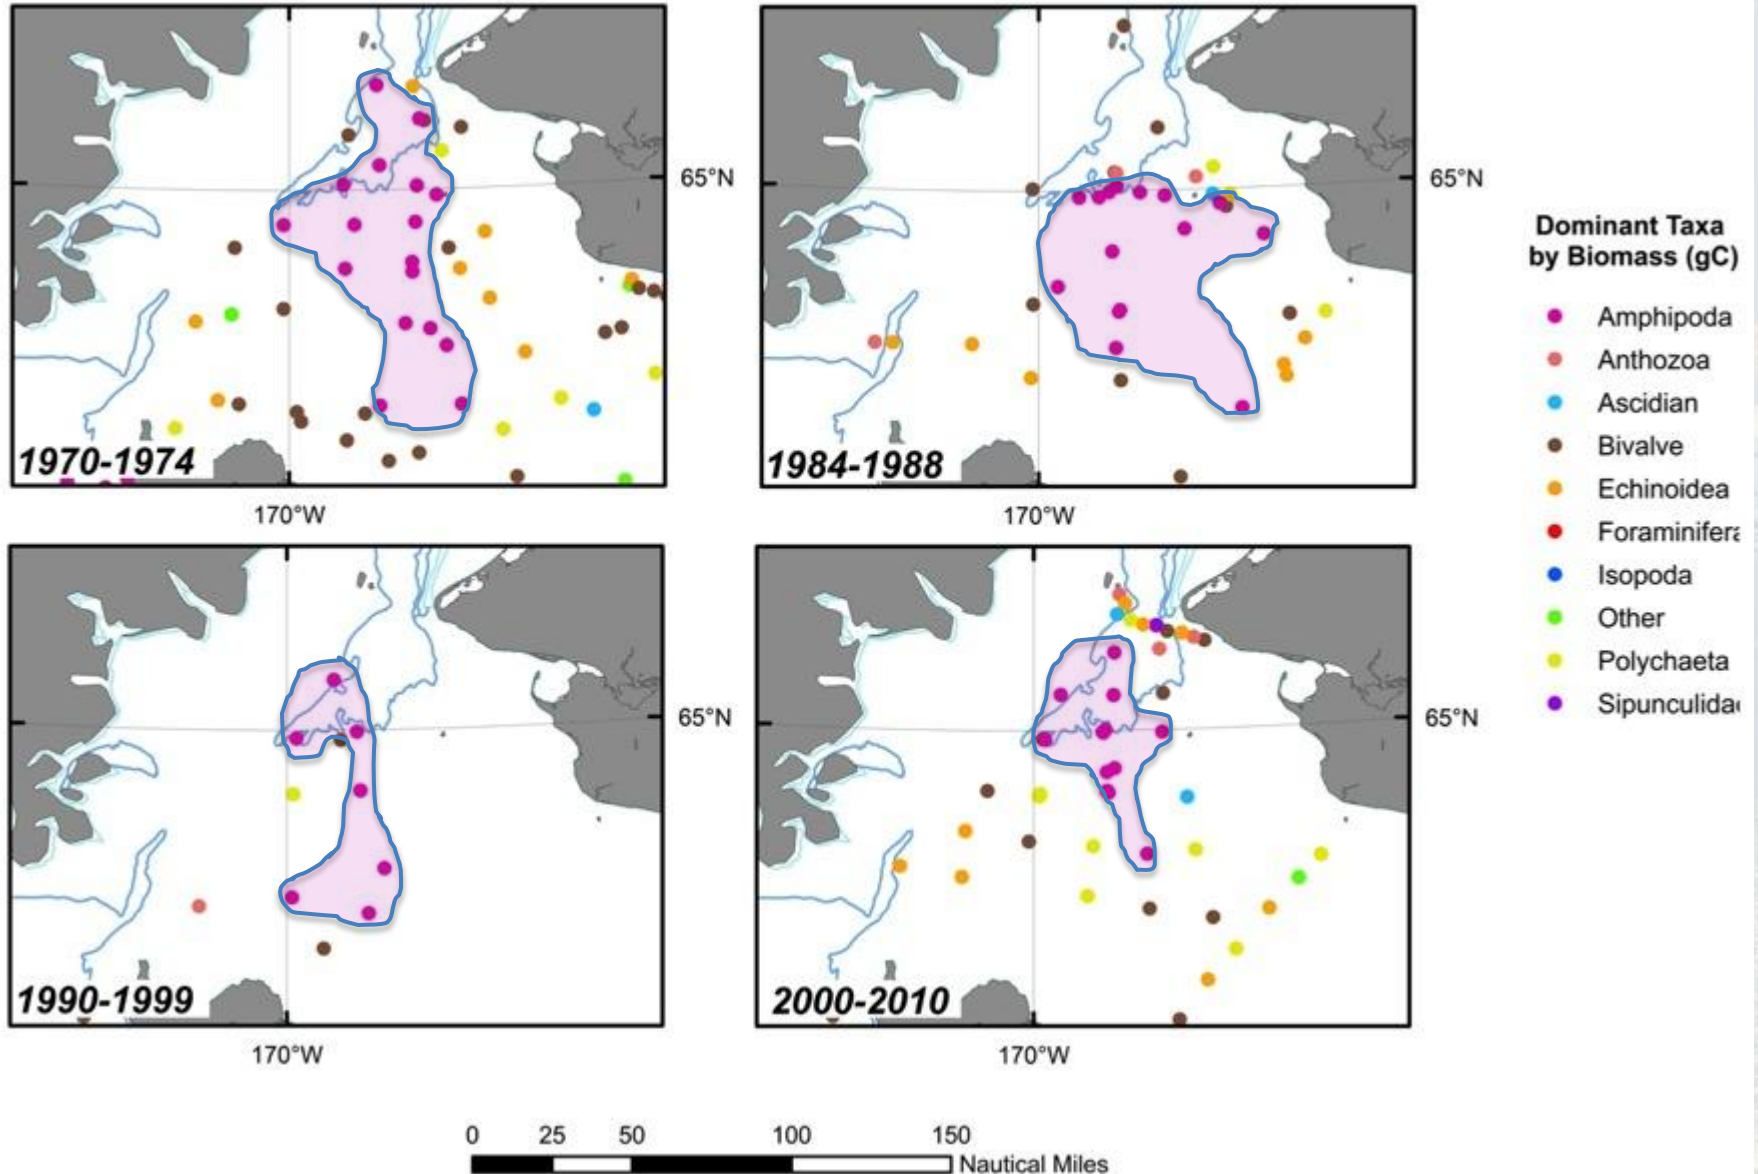 65°N
1970-1974
170°W
65°N
1984-1988
170°W
Dominant Taxa
by Biomass (gC)
Amphipoda
Anthozoa
Ascidian
Bivalve
Echinoidea
Foraminifera
Isopoda
Other
Polychaeta
Sipunculida
65°N
1990-1999
170°W
65°N
2000-2010
170°W
0 25 50 100 150
Nautical Miles